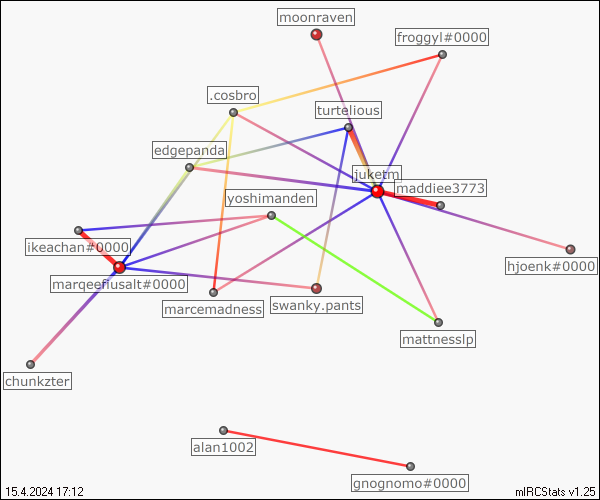 moonraven
froggyl#0000
.cosbro
turtelious
edgepanda
juketm
maddiee3773
yoshimanden
ikeachan#0000
hjoenk#0000
marqeefiusalt#0000
marcemadness
swanky.pants
mattnesslp
chunkzter
alan1002
gnognomo#0000
15.4.2024 17:12
mIRCStats v1.25